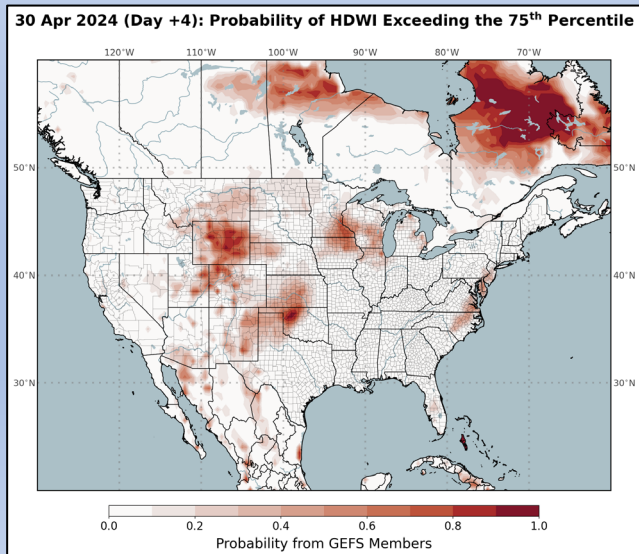 30 Apr 2024 (Day +4): Probability of HDWI Exceeding the 75th Percentile
120°W 110°W 100°W 90°W 80°W 70°W
50°N 50°N
40°N 40°N
30°N 30°N
0.0 0.2 0.4 0.6 0.8 1.0
Probability from GEFS Members